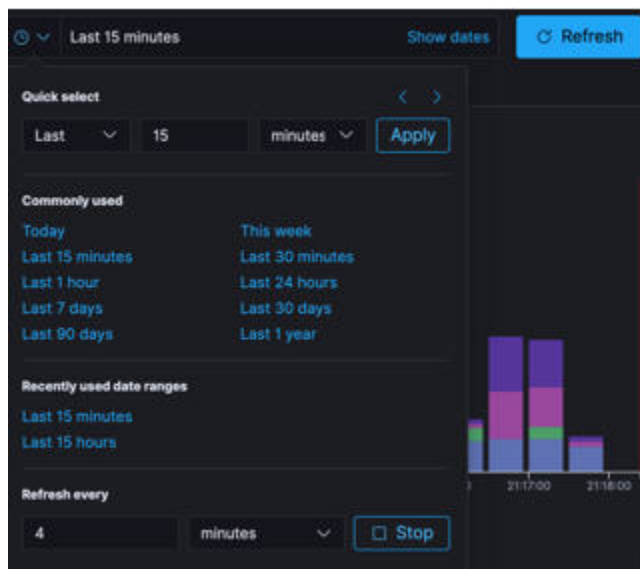 Last 15 minutes Show dates Refresh
Quick select
Last 15 minutes Apply
Commonly used
Today This week
Last 15 minutes Last 30 minutes
Last 1 hour Last 24 hours
Last 7 days Last 30 days
Last 90 days Last 1 year
Recently used date ranges
Last 15 minutes
Last 15 hours
21:17:00 21:18:00
Refresh every
4 minutes Stop